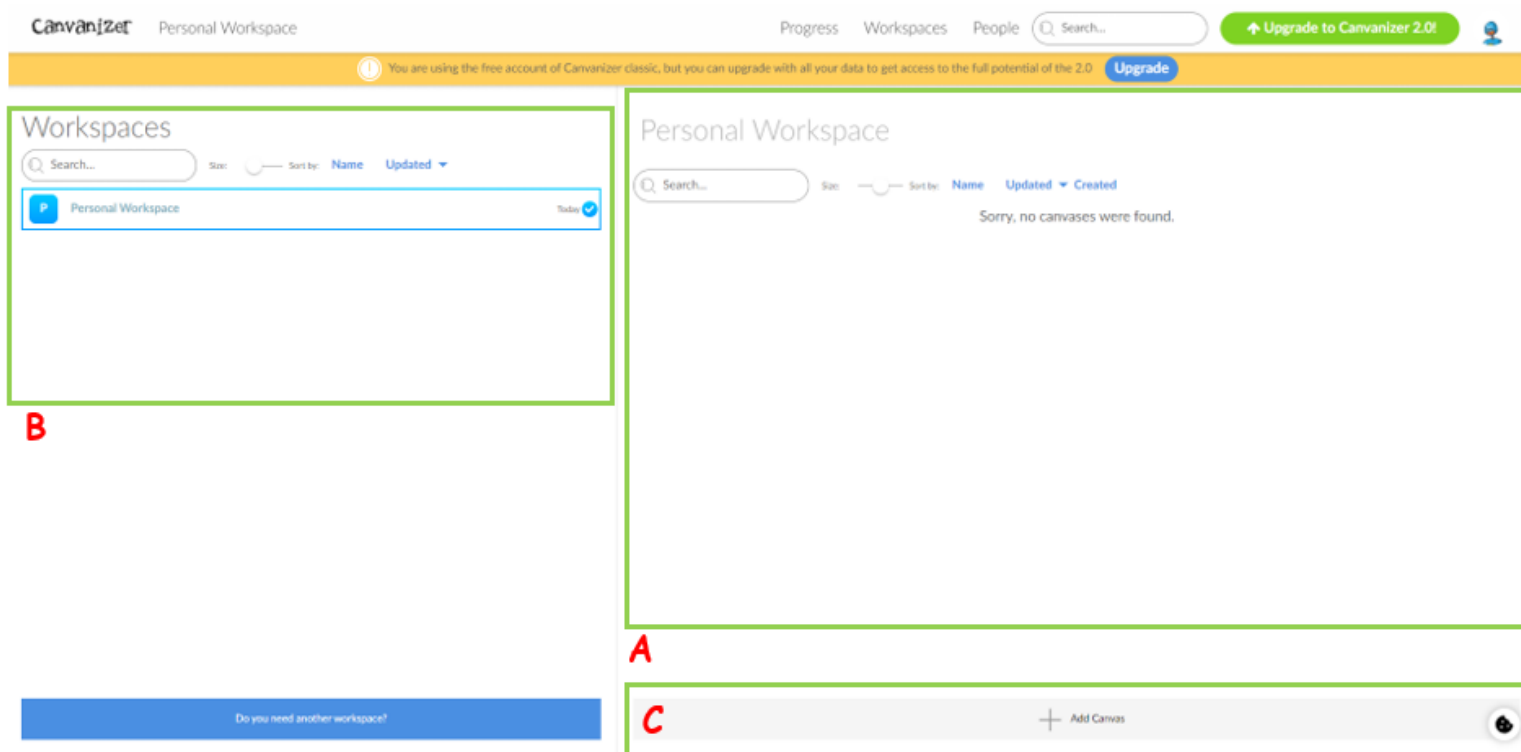 Canvanizer Personal Workspace Progress Workspaces People Search... Upgrade to Canvanizer 2.0!
You are using the free account of Canvanizer classic, but you can upgrade with all your data to get access to the full potential of the 2.0 Upgrade
Workspaces
Search... Size: Sort by: Name Updated
P Personal Workspace Today
B
Do you need another workspace?
Personal Workspace
Search... Size: Sort by: Name Updated Created
Sorry, no canvases were found.
A
C Add Canvas